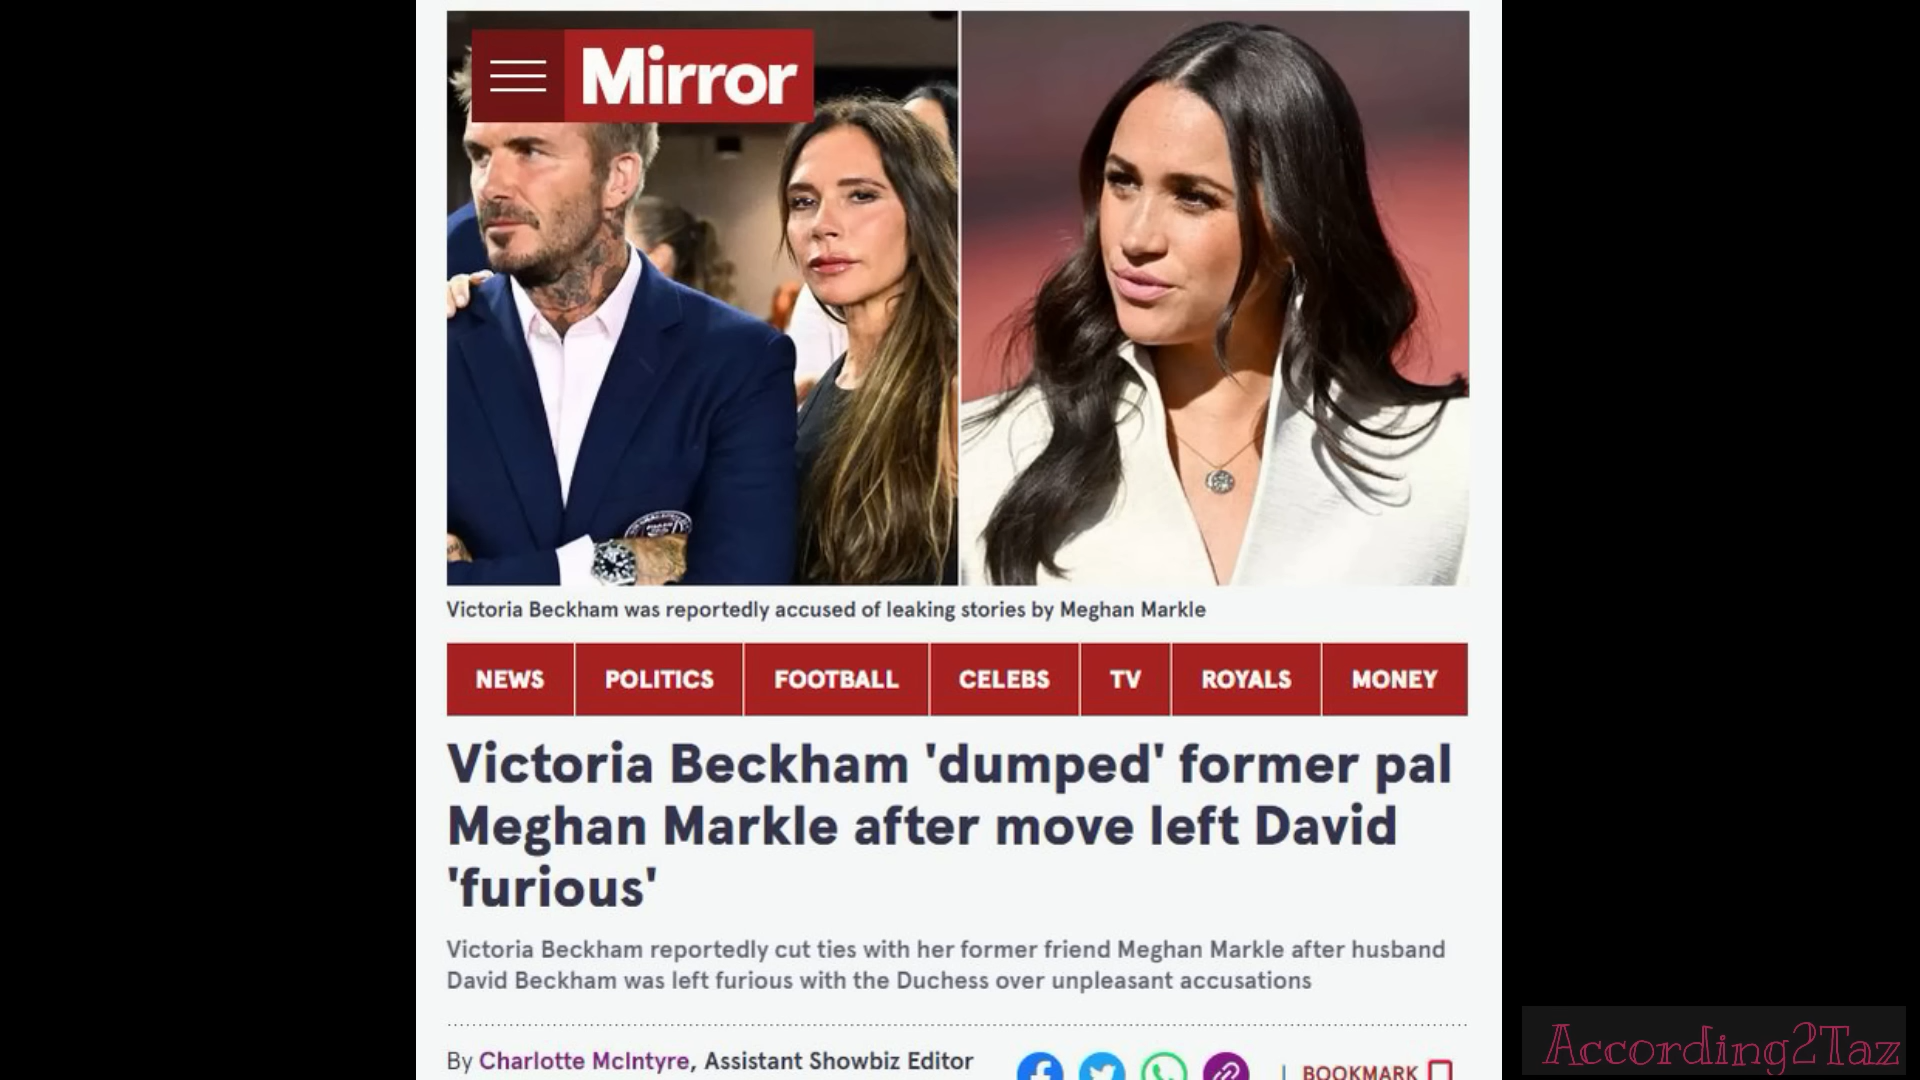 Mirror
Victoria Beckham was reportedly accused of leaking stories by Meghan Markle
NEWS POLITICS FOOTBALL CELEBS TV ROYALS MONEY
Victoria Beckham 'dumped' former pal
Meghan Markle after move left David
'furious'
Victoria Beckham reportedly cut ties with her former friend Meghan Markle after husband
David Beckham was left furious with the Duchess over unpleasant accusations
By Charlotte McIntyre, Assistant Showbiz Editor
BOOKMARK
According2Taz